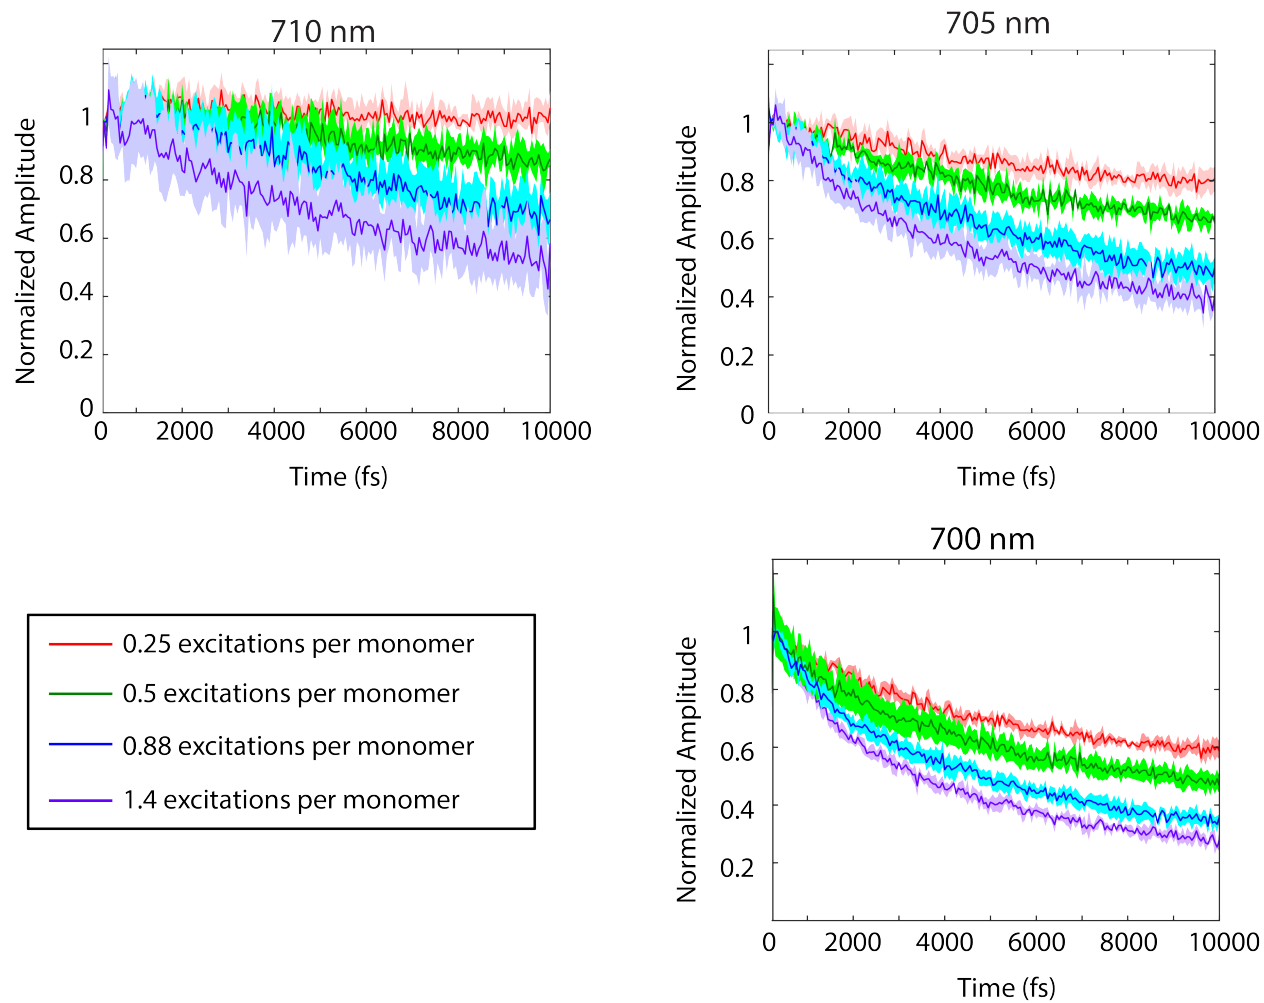 710 nm
Normalized Amplitude
1
0.8
0.6
0.4
0.2
0
0 2000 4000 6000 8000 10000
Time (fs)
705 nm
Normalized Amplitude
1
0.8
0.6
0.4
0.2
0
0 2000 4000 6000 8000 10000
Time (fs)
0.25 excitations per monomer
0.5 excitations per monomer
0.88 excitations per monomer
1.4 excitations per monomer
700 nm
Normalized Amplitude
1
0.8
0.6
0.4
0.2
0 2000 4000 6000 8000 10000
Time (fs)